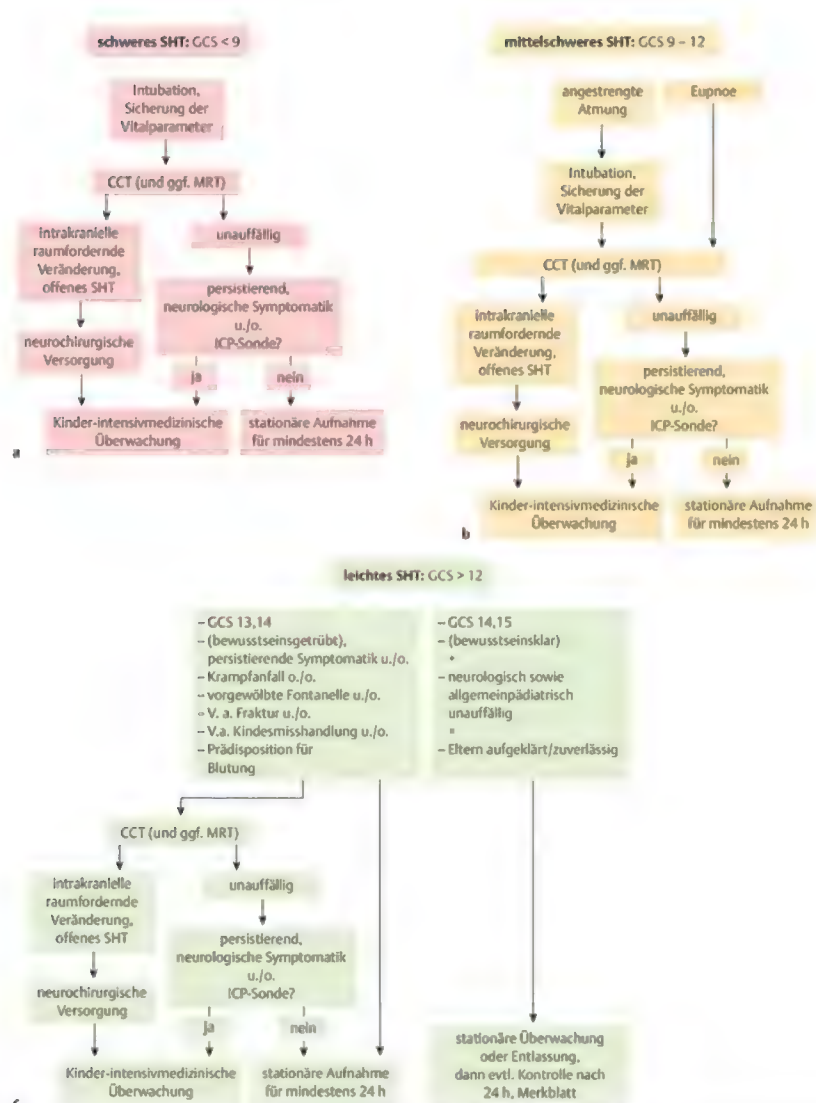 schweres SHT: GCS < 9
Intubation,
Sicherung der
Vitalparameter
CCT (und ggf. MRT)
intrakranielle
raumfordernde
Veränderung,
offenes SHT
unauffällig
neurochirurgische
Versorgung
persistierend,
neurologische Symptomatik
u./o.
ICP-Sonde?
ja
nein
Kinder-intensivmedizinische
Überwachung
stationäre Aufnahme
für mindestens 24 h
a
mittelschweres SHT: GCS 9 – 12
angestrengte
Atmung
Eupnoe
Intubation,
Sicherung der
Vitalparameter
CCT (und ggf. MRT)
intrakranielle
raumfordernde
Veränderung,
offenes SHT
unauffällig
neurochirurgische
Versorgung
persistierend,
neurologische Symptomatik
u./o.
ICP-Sonde?
ja
nein
Kinder-intensivmedizinische
Überwachung
stationäre Aufnahme
für mindestens 24 h
b
leichtes SHT: GCS > 12
– GCS 13,14
– (bewusstseinsgetrübt),
persistierende Symptomatik u./o.
– Krampfanfall o./o.
– vorgewölbte Fontanelle u./o.
– V. a. Fraktur u./o.
– V.a. Kindesmisshandlung u./o.
– Prädisposition für
Blutung
– GCS 14,15
– (bewusstseinsklar)
– neurologisch sowie
allgemeinpädiatrisch
unauffällig
– Eltern aufgeklärt/zuverlässig
CCT (und ggf. MRT)
intrakranielle
raumfordernde
Veränderung,
offenes SHT
unauffällig
neurochirurgische
Versorgung
persistierend,
neurologische Symptomatik
u./o.
ICP-Sonde?
ja
nein
Kinder-intensivmedizinische
Überwachung
stationäre Aufnahme
für mindestens 24 h
stationäre Überwachung
oder Entlassung,
dann evtl. Kontrolle nach
24 h, Merkblatt